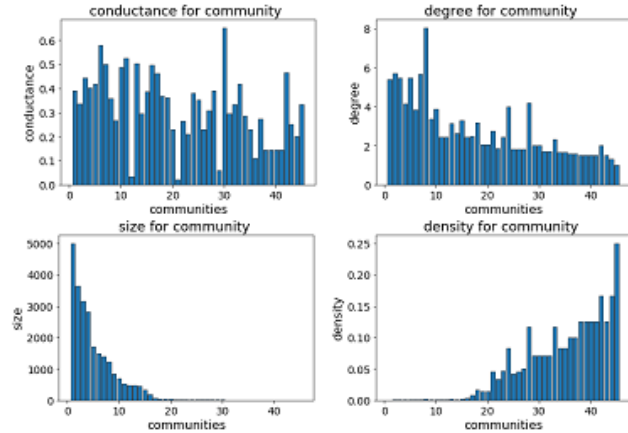 conductance for community
conductance
0.6
0.5
0.4
0.3
0.2
0.1
0.0
0 10 20 30 40
communities
degree for community
degree
8
6
4
2
0
0 10 20 30 40
communities
size for community
size
5000
4000
3000
2000
1000
0
0 10 20 30 40
communities
density for community
density
0.25
0.20
0.15
0.10
0.05
0.00
0 10 20 30 40
communities